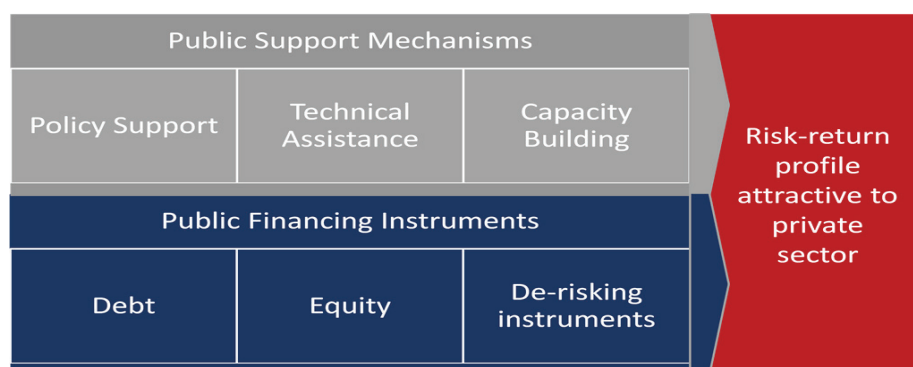 Public Support Mechanisms
Policy Support
Technical
Assistance
Capacity
Building
Public Financing Instruments
Debt
Equity
De-risking
instruments
Risk-return
profile
attractive to
private
sector